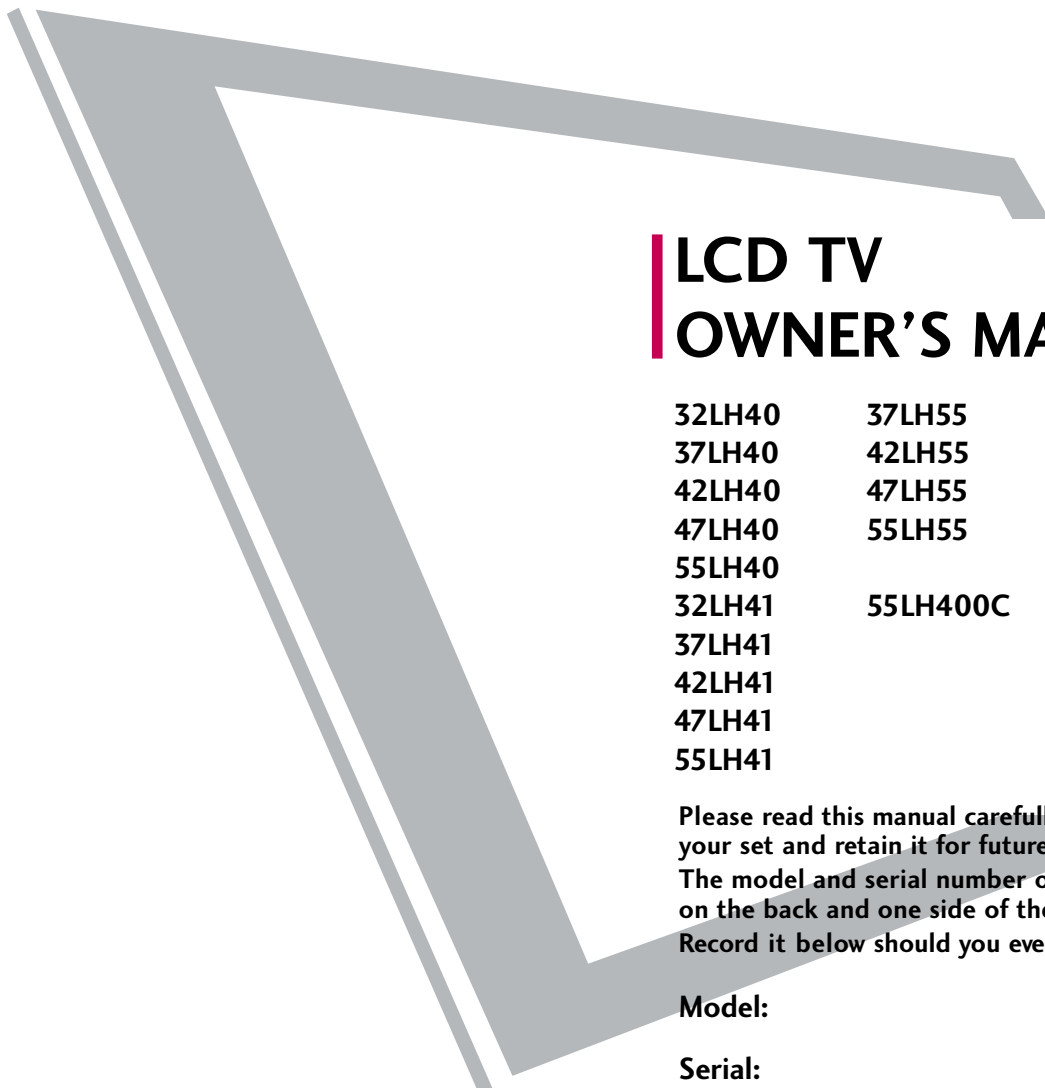 LCD TV
OWNER’S MA
32LH40 37LH55
37LH40 42LH55
42LH40 47LH55
47LH40 55LH55
55LH40
32LH41 55LH400C
37LH41
42LH41
47LH41
55LH41
Please read this manual careful
your set and retain it for future
The model and serial number o
on the back and one side of the
Record it below should you eve
Model:
Serial: